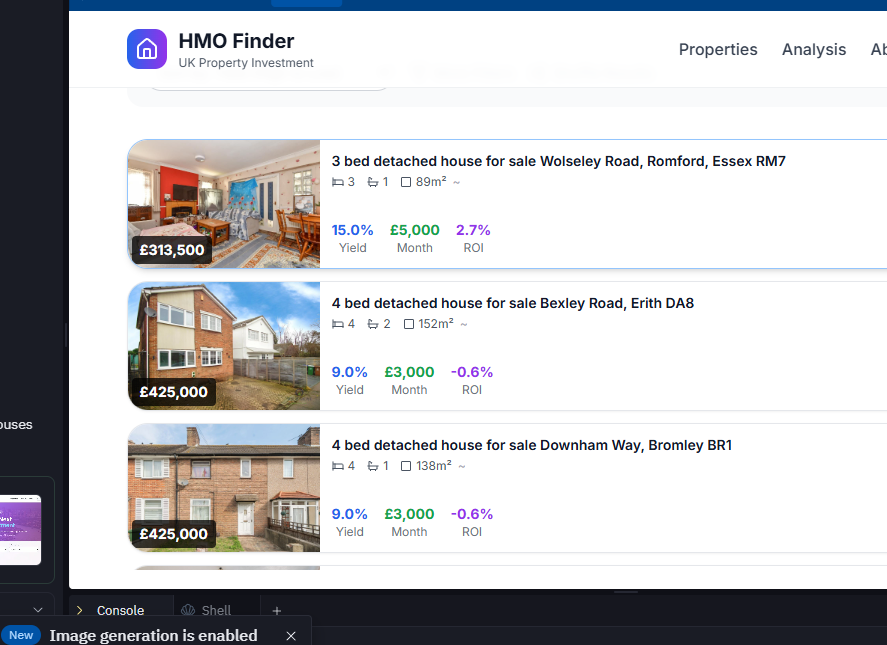 HMO Finder
UK Property Investment
Properties Analysis
3 bed detached house for sale Wolseley Road, Romford, Essex RM7
3 1 89m² ~
£313,500
15.0% £5,000 2.7%
Yield Month ROI
4 bed detached house for sale Bexley Road, Erith DA8
4 2 152m² ~
£425,000
9.0% £3,000 -0.6%
Yield Month ROI
4 bed detached house for sale Downham Way, Bromley BR1
4 1 138m² ~
£425,000
9.0% £3,000 -0.6%
Yield Month ROI
Console Shell +
New Image generation is enabled ×